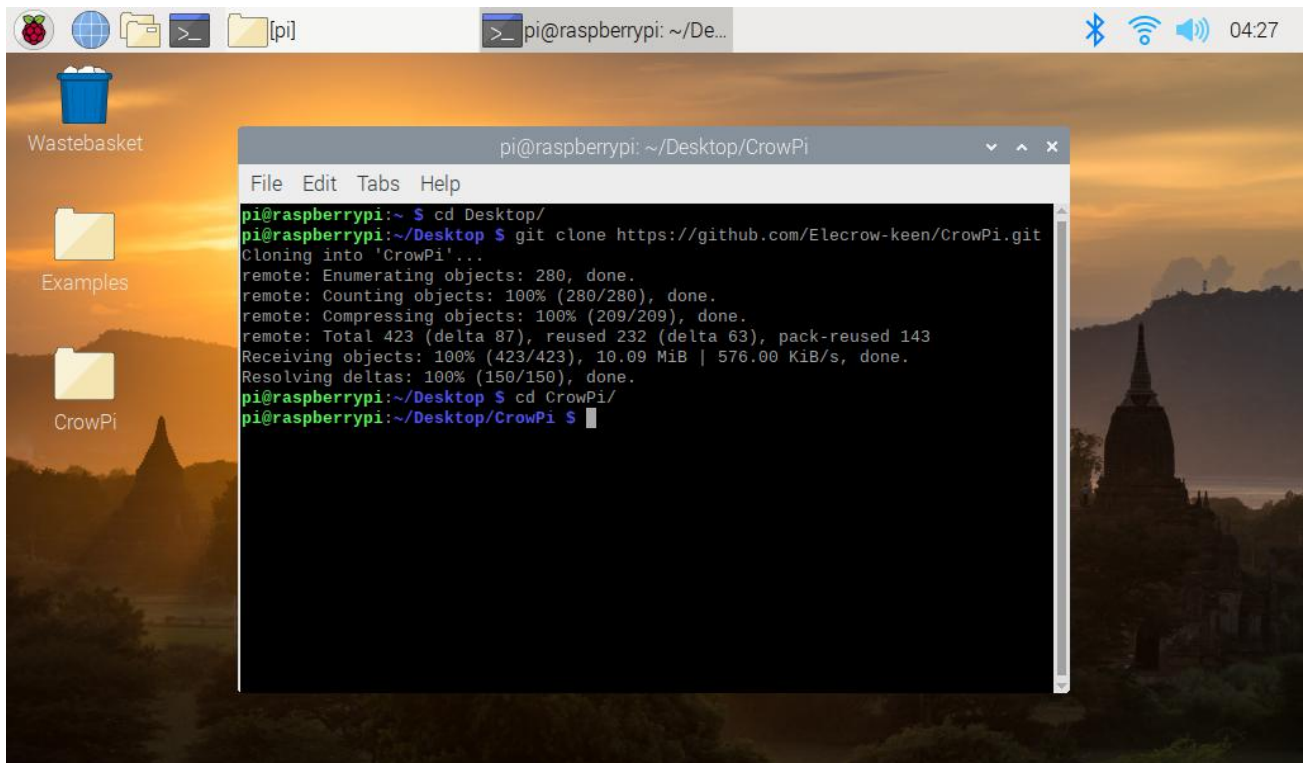 [pi]
pi@raspberrypi: ~/De...
04:27
Wastebasket
Examples
CrowPi
pi@raspberrypi: ~/Desktop/CrowPi
File Edit Tabs Help
pi@raspberrypi:~ $ cd Desktop/
pi@raspberrypi:~/Desktop $ git clone https://github.com/Elecrow-keen/CrowPi.git
Cloning into 'CrowPi'...
remote: Enumerating objects: 280, done.
remote: Counting objects: 100% (280/280), done.
remote: Compressing objects: 100% (209/209), done.
remote: Total 423 (delta 87), reused 232 (delta 63), pack-reused 143
Receiving objects: 100% (423/423), 10.09 MiB | 576.00 KiB/s, done.
Resolving deltas: 100% (150/150), done.
pi@raspberrypi:~/Desktop $ cd CrowPi/
pi@raspberrypi:~/Desktop/CrowPi $